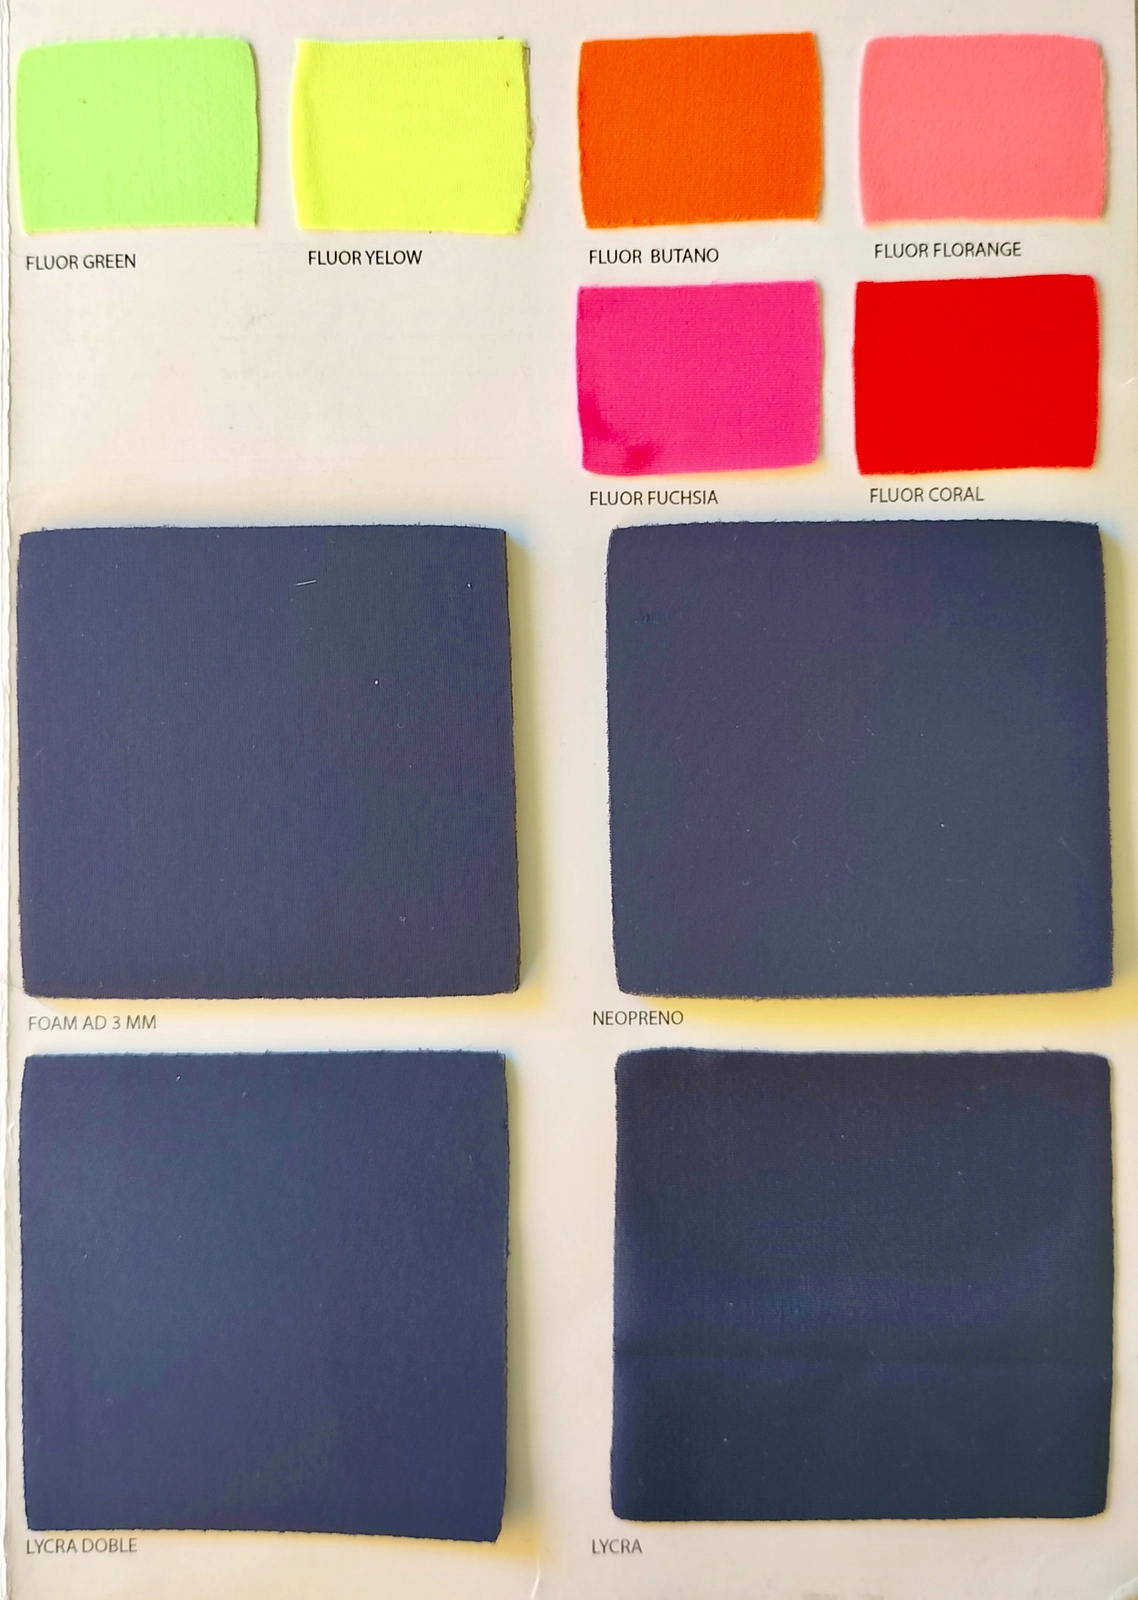 FLUOR GREEN
FLUOR YELOW
FLUOR BUTANO
FLUOR FLORANGE
FLUOR FUCHSIA
FLUOR CORAL
FOAM AD 3 MM
NEOPRENO
LYCRA DOBLE
LYCRA